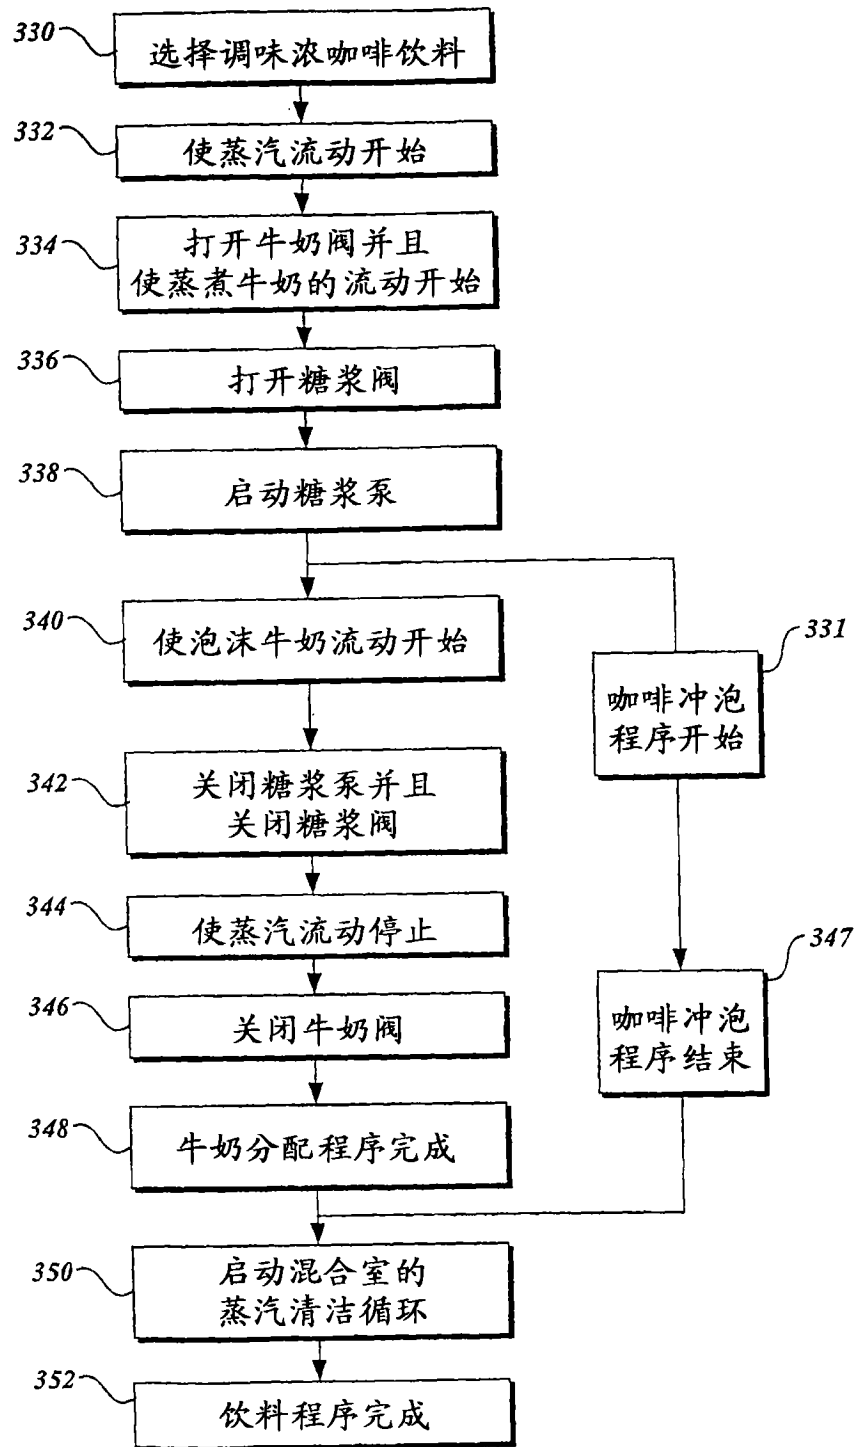 330
选择调味浓咖啡饮料
332
使蒸汽流动开始
334
打开牛奶阀并且
使蒸煮牛奶的流动开始
336
打开糖浆阀
338
启动糖浆泵
340
使泡沫牛奶流动开始
331
咖啡冲泡
程序开始
342
关闭糖浆泵并且
关闭糖浆阀
344
使蒸汽流动停止
347
咖啡冲泡
程序结束
346
关闭牛奶阀
348
牛奶分配程序完成
350
启动混合室的
蒸汽清洁循环
352
饮料程序完成